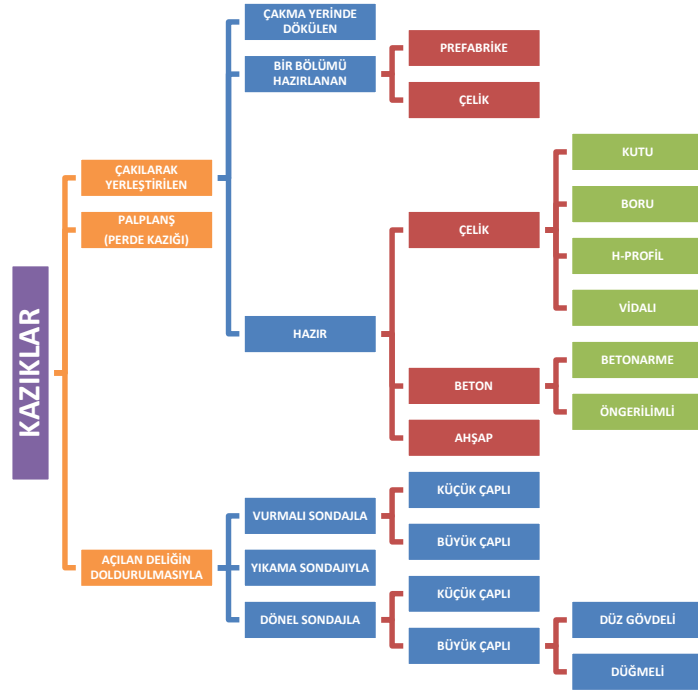 KAZIKLAR
ÇAKILARAK
YERLEŞTİRİLEN
PALPLANŞ
(PERDE KAZIĞI)
AÇILAN DELİĞİN
DOLDURULMASIYLA
ÇAKMA YERİNDE
DÖKÜLEN
BİR BÖLÜMÜ
HAZIRLANAN
HAZIR
VURMALI SONDAJLA
YIKAMA SONDAJIYLA
DÖNEL SONDAJLA
PREFABRİKE
ÇELİK
ÇELİK
BETON
AHŞAP
KÜÇÜK ÇAPLI
BÜYÜK ÇAPLI
KÜÇÜK ÇAPLI
BÜYÜK ÇAPLI
KUTU
BORU
H-PROFİL
VİDALI
BETONARME
ÖNGERİLİMLİ
DÜZ GÖVDELİ
DÜĞMELİ